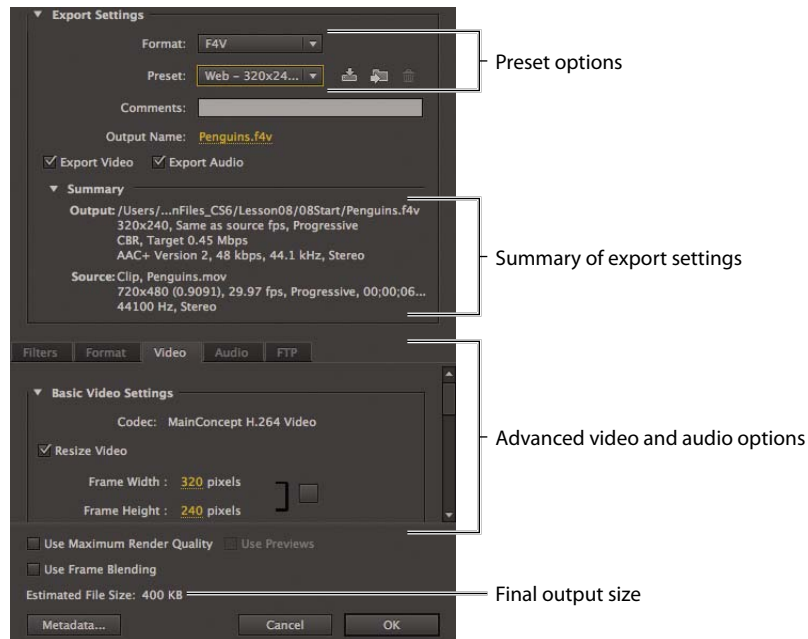 Export Settings
Format: F4V
Preset: Web – 320x24...
Preset options
Comments:
Output Name: Penguins.f4v
Export Video Export Audio
Summary
Output: /Users/...nFiles_CS6/Lesson08/08Start/Penguins.f4v
320x240, Same as source fps, Progressive
CBR, Target 0.45 Mbps
AAC+ Version 2, 48 kbps, 44.1 kHz, Stereo
Summary of export settings
Source: Clip, Penguins.mov
720x480 (0.9091), 29.97 fps, Progressive, 00;00;06...
44100 Hz, Stereo
Filters Format Video Audio FTP
Basic Video Settings
Codec: MainConcept H.264 Video
Advanced video and audio options
Resize Video
Frame Width : 320 pixels
Frame Height : 240 pixels
Use Maximum Render Quality Use Previews
Use Frame Blending
Estimated File Size: 400 KB
Final output size
Metadata... Cancel OK